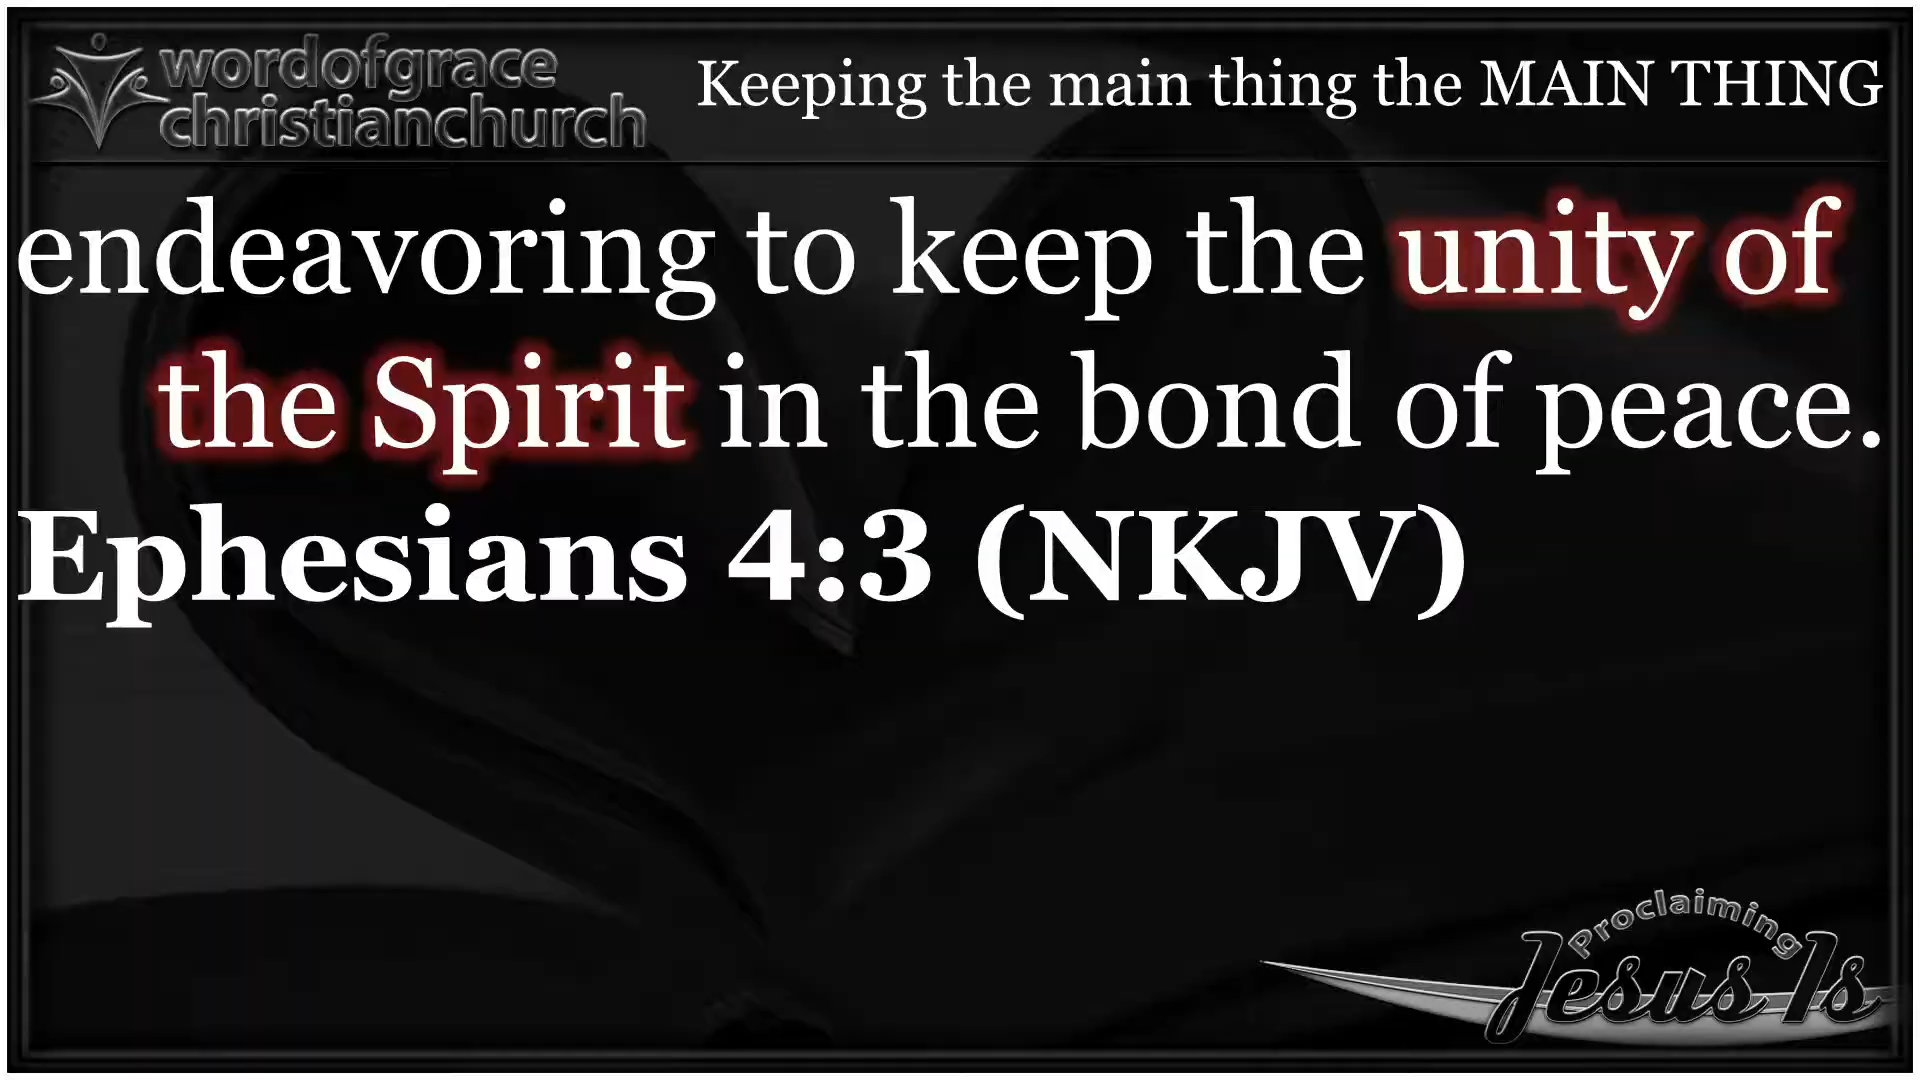 wordofgrace
christianchurch
Keeping the main thing the MAIN THING
endeavoring to keep the unity of
the Spirit in the bond of peace.
Ephesians 4:3 (NKJV)
Proclaiming
Jesus Is